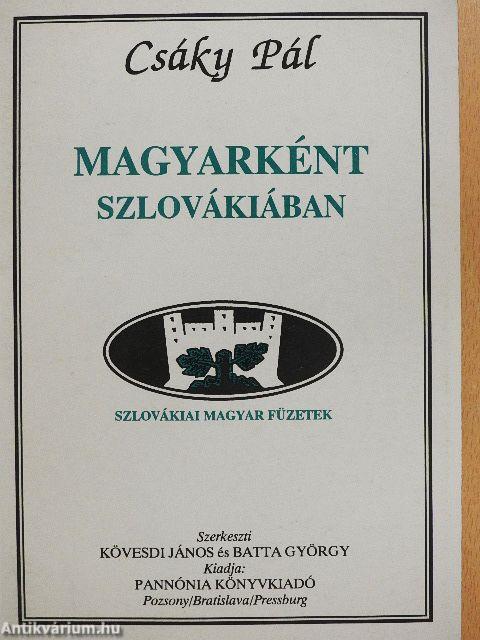 Csáky Pál
MAGYARKÉNT
SZLOVÁKIÁBAN
SZLOVÁKIAI MAGYAR FÜZETEK
Szerkeszti
KÖVESDI JÁNOS és BATTA GYÖRGY
Kiadja:
PANNÓNIA KÖNYVKIADÓ
Pozsony/Bratislava/Pressburg
Antikvárium.hu